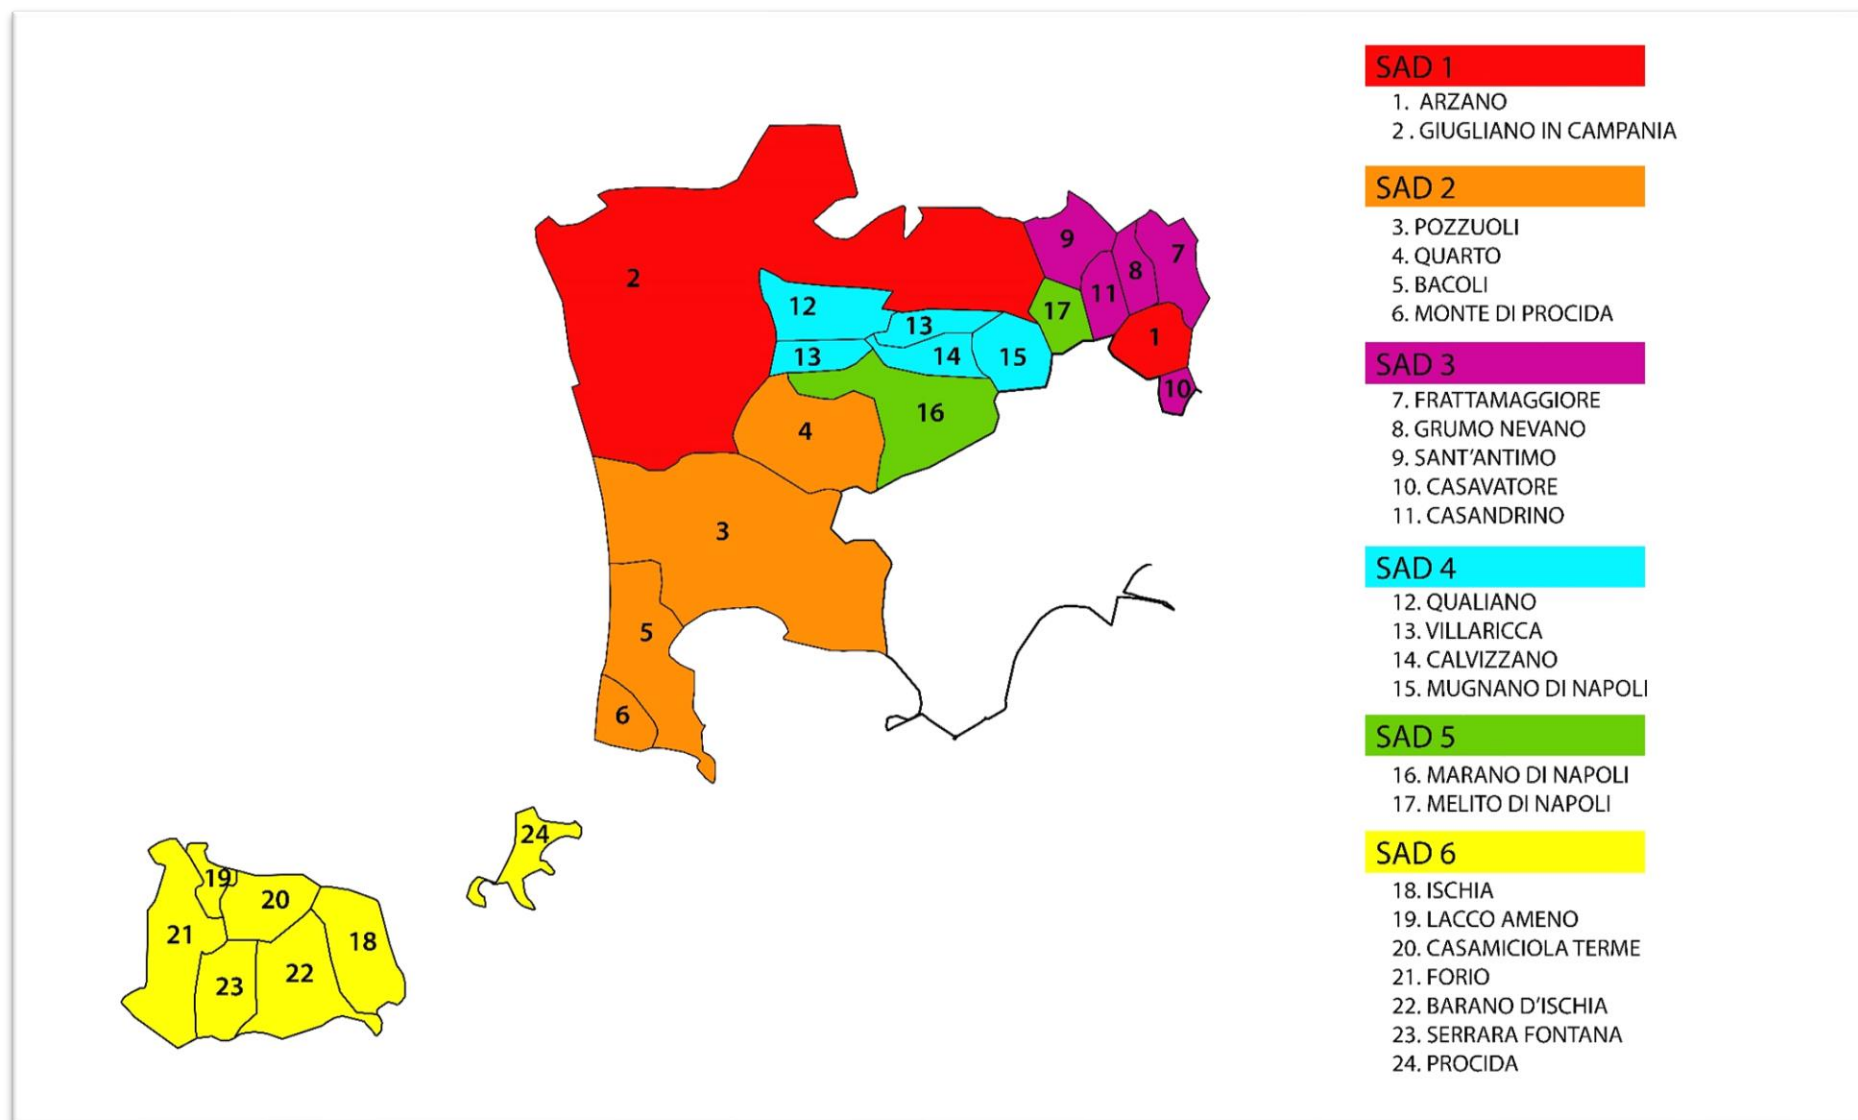 SAD 1
1. ARZANO
2 . GIUGLIANO IN CAMPANIA
SAD 2
3. POZZUOLI
4. QUARTO
5. BACOLI
6. MONTE DI PROCIDA
SAD 3
7. FRATTAMAGGIORE
8. GRUMO NEVANO
9. SANT'ANTIMO
10. CASAVATORE
11. CASANDRINO
SAD 4
12. QUALIANO
13. VILLARICCA
14. CALVIZZANO
15. MUGNANO DI NAPOLI
SAD 5
16. MARANO DI NAPOLI
17. MELITO DI NAPOLI
SAD 6
18. ISCHIA
19. LACCO AMENO
20. CASAMICIOLA TERME
21. FORIO
22. BARANO D'ISCHIA
23. SERRARA FONTANA
24. PROCIDA
9
7
8
2
11
12
17
13
1
13
14
15
10
16
4
3
5
6
24
19
20
21
18
22
23